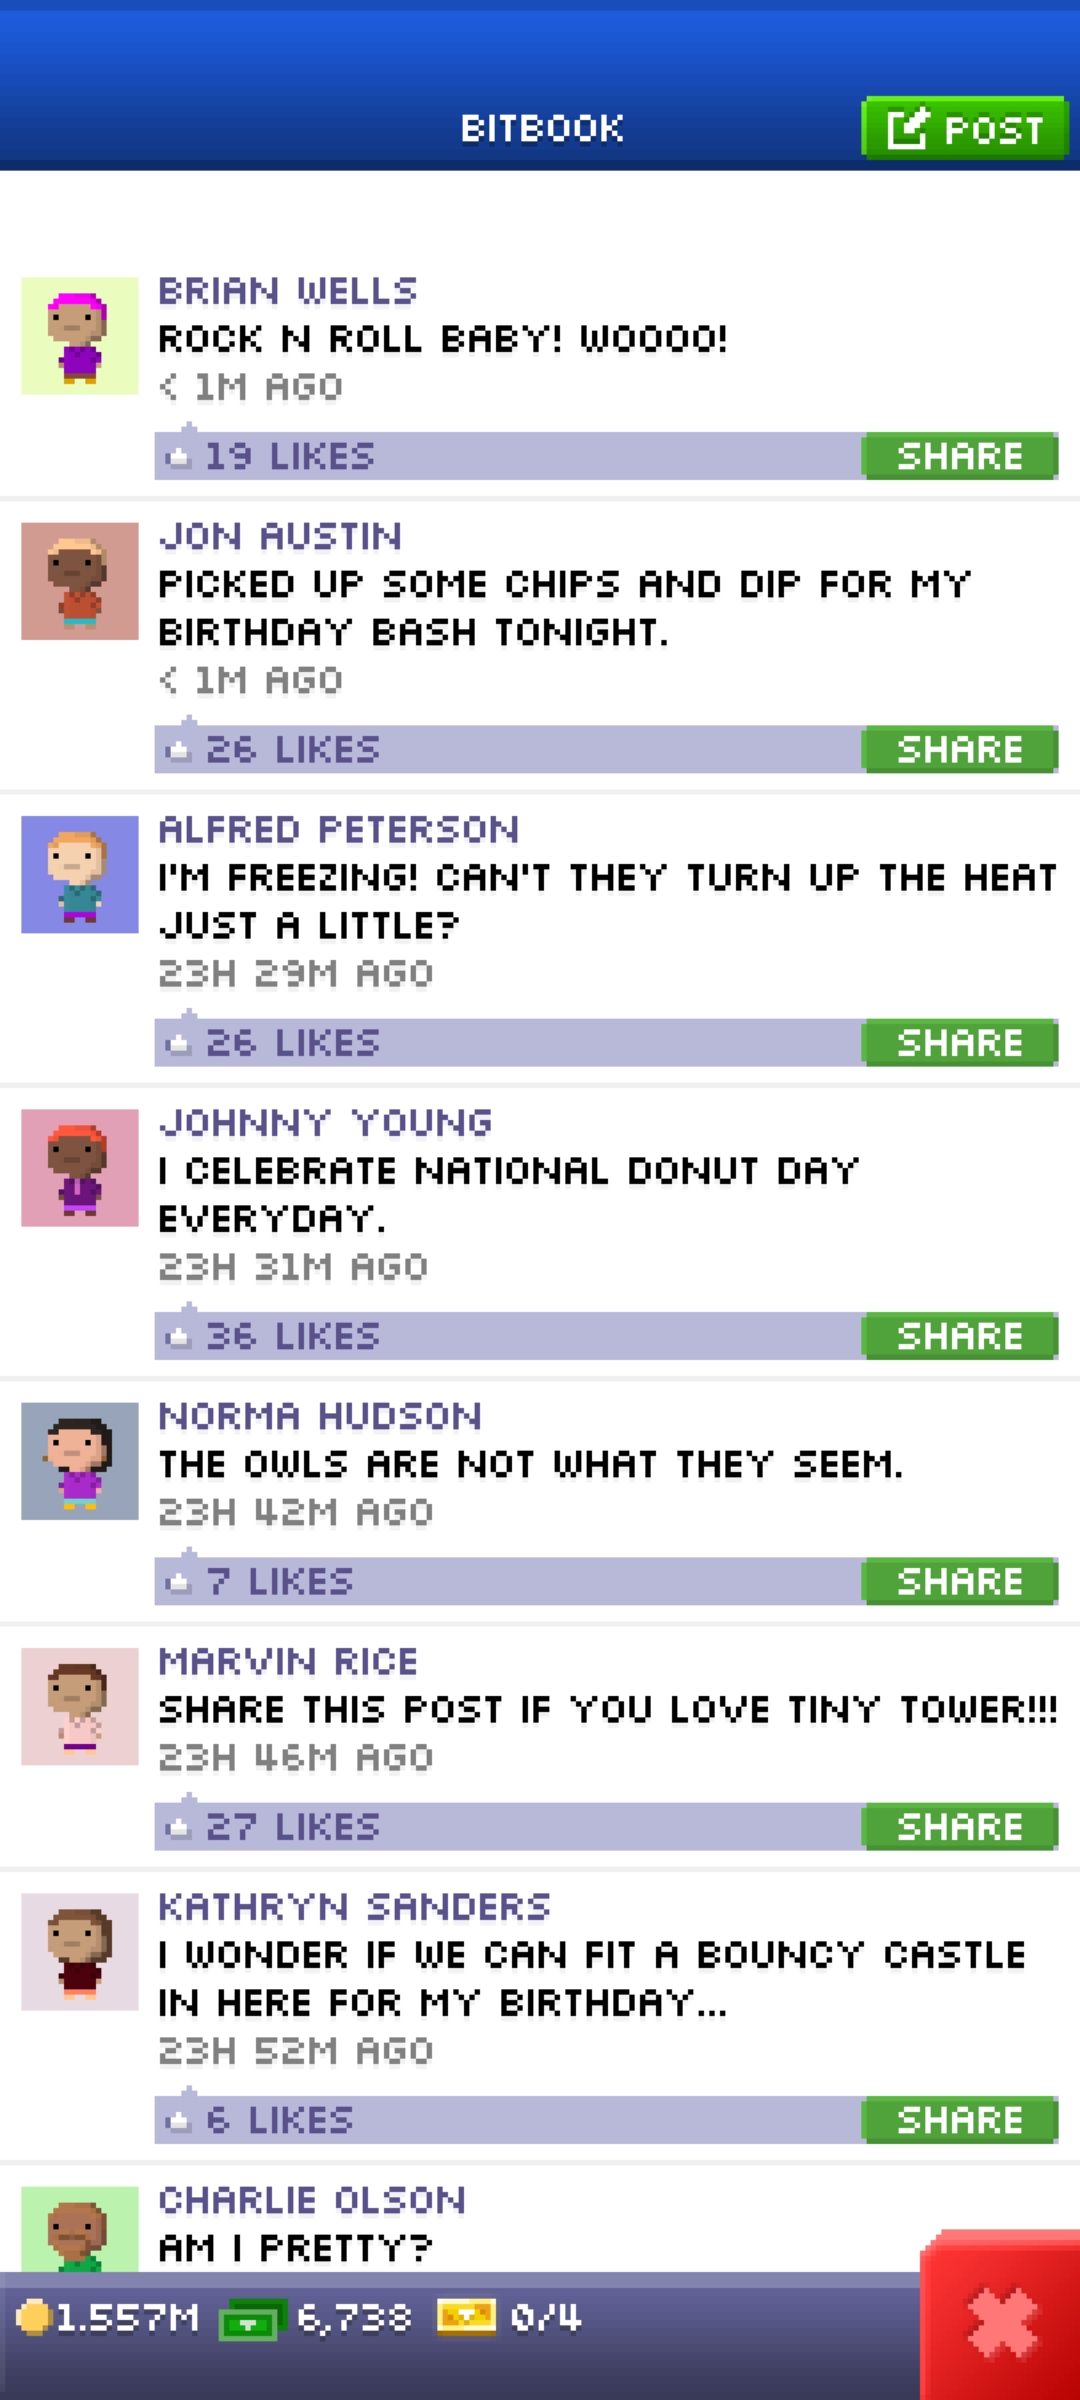 BITBOOK
POST
BRIAN WELLS
ROCK N ROLL BABY! WOOOO!
< 1M AGO
19 LIKES
SHARE
JON AUSTIN
PICKED UP SOME CHIPS AND DIP FOR MY
BIRTHDAY BASH TONIGHT.
< 1M AGO
26 LIKES
SHARE
ALFRED PETERSON
I'M FREEZING! CAN'T THEY TURN UP THE HEAT
JUST A LITTLE?
23H 29M AGO
26 LIKES
SHARE
JOHNNY YOUNG
I CELEBRATE NATIONAL DONUT DAY
EVERYDAY.
23H 31M AGO
36 LIKES
SHARE
NORMA HUDSON
THE OWLS ARE NOT WHAT THEY SEEM.
23H 42M AGO
7 LIKES
SHARE
MARVIN RICE
SHARE THIS POST IF YOU LOVE TINY TOWER!!!
23H 46M AGO
27 LIKES
SHARE
KATHRYN SANDERS
I WONDER IF WE CAN FIT A BOUNCY CASTLE
IN HERE FOR MY BIRTHDAY...
23H 52M AGO
6 LIKES
SHARE
CHARLIE OLSON
AM I PRETTY?
1.557M 6,738 0/4